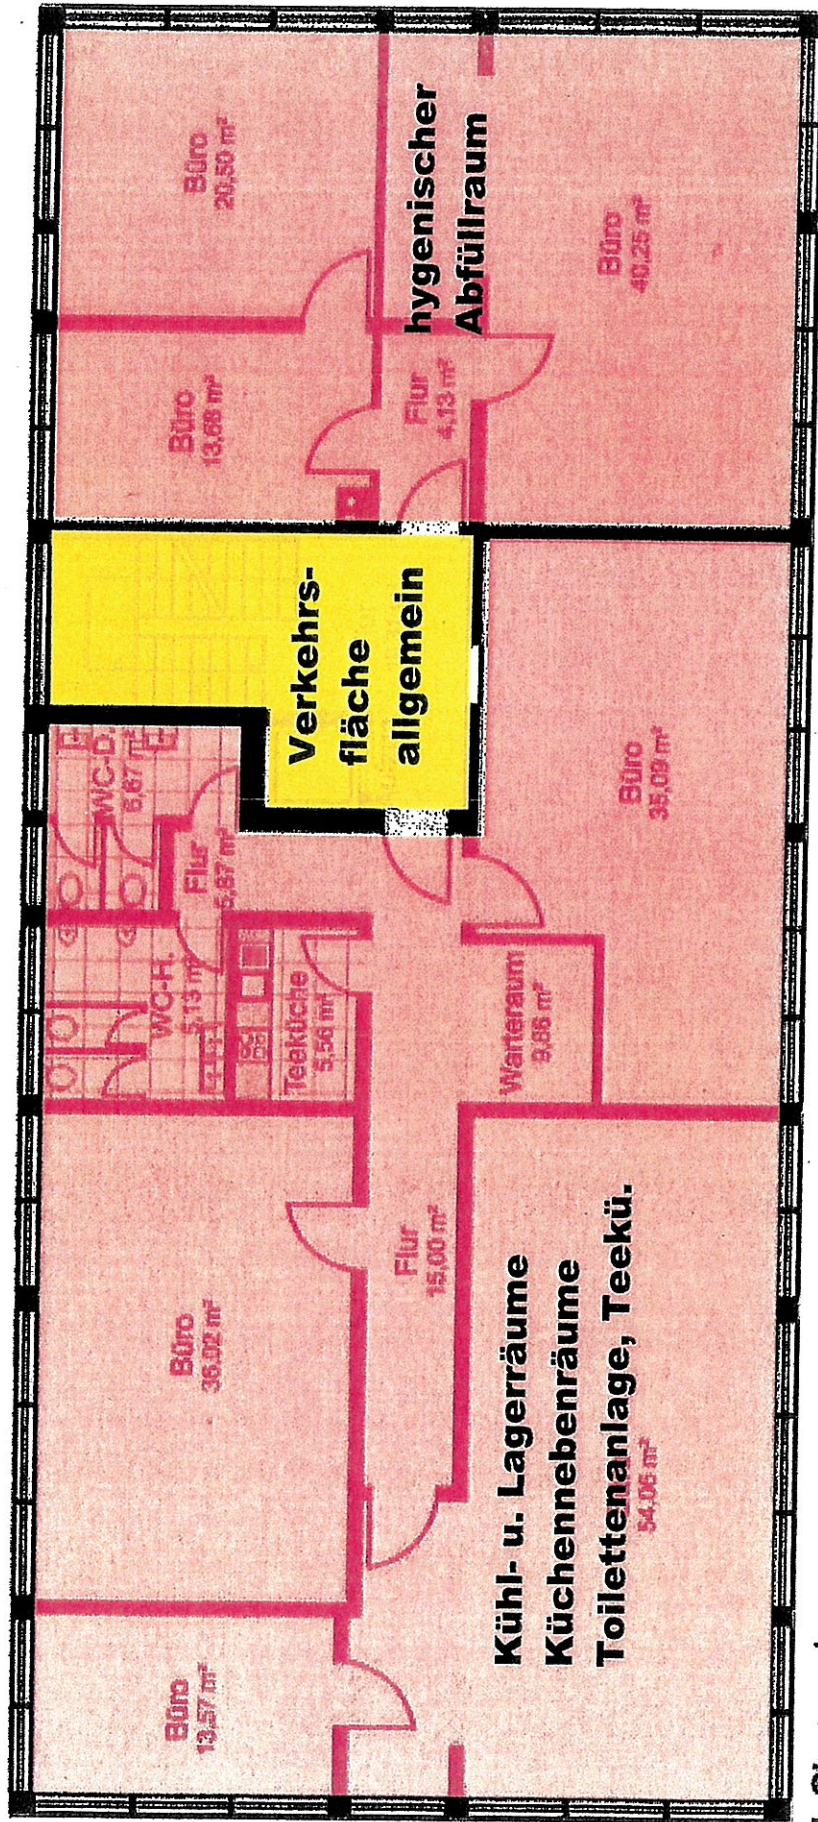 Büro
13,57 m²
Büro
36,02 m²
WC-H.
5,13 m²
WC-D.
6,67 m²
Flur
5,87 m²
Teeküche
5,56 m²
Verkehrs-
fläche
allgemein
Büro
13,68 m²
Büro
20,50 m²
Flur
15,00 m²
Warteraum
9,86 m²
Flur
4,13 m²
hygenischer
Abfüllraum
Kühl- u. Lagerräume
Küchennebenräume
Toilettenanlage, Teekü.
54,06 m²
Büro
35,09 m²
Büro
40,25 m²